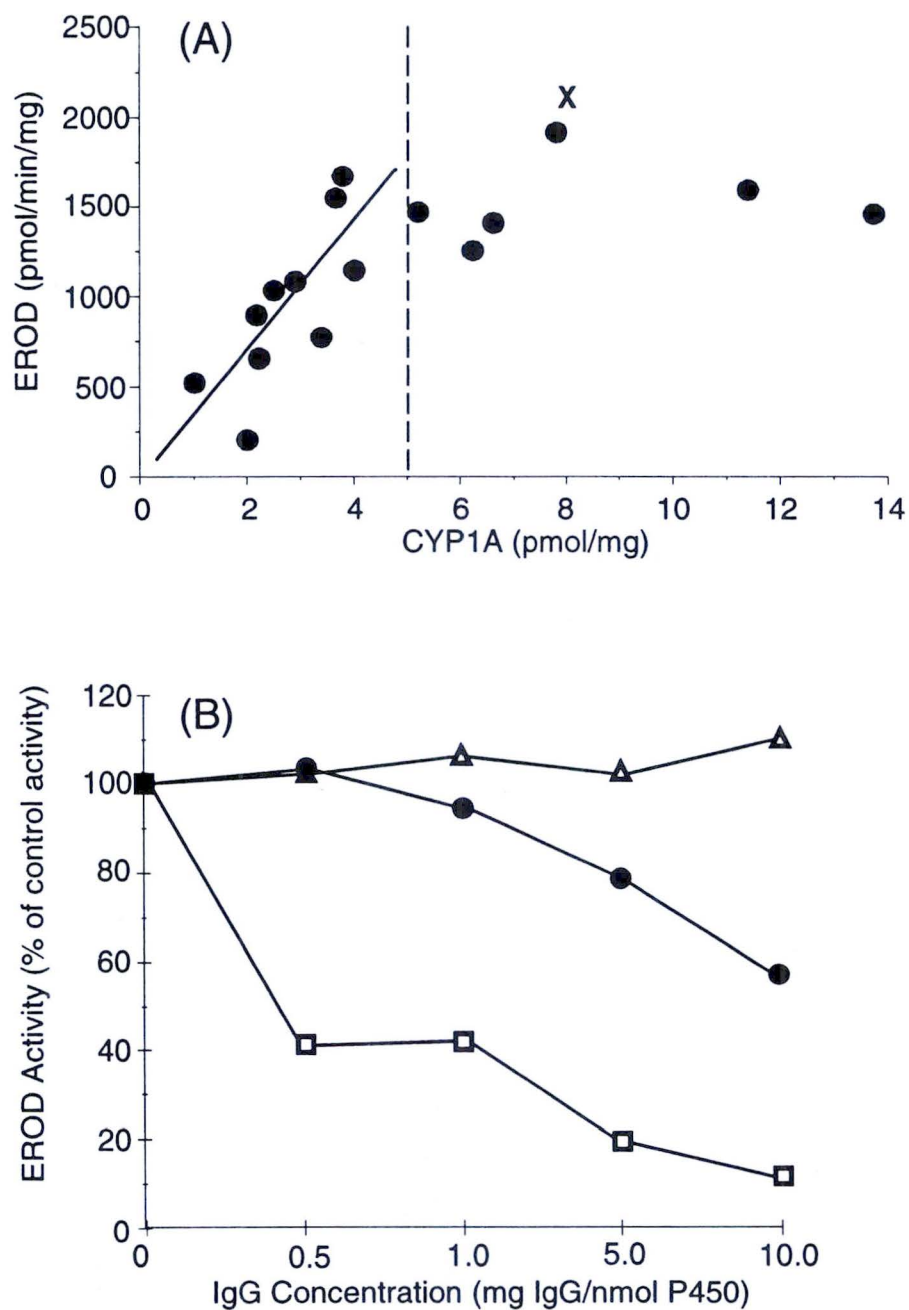 (A)
2500
2000
1500
1000
500
0
EROD (pmol/min/mg)
X
0 2 4 6 8 10 12 14
CYP1A (pmol/mg)
(B)
120
100
80
60
40
20
0
EROD Activity (% of control activity)
0 0.5 1.0 5.0 10.0
IgG Concentration (mg IgG/nmol P450)